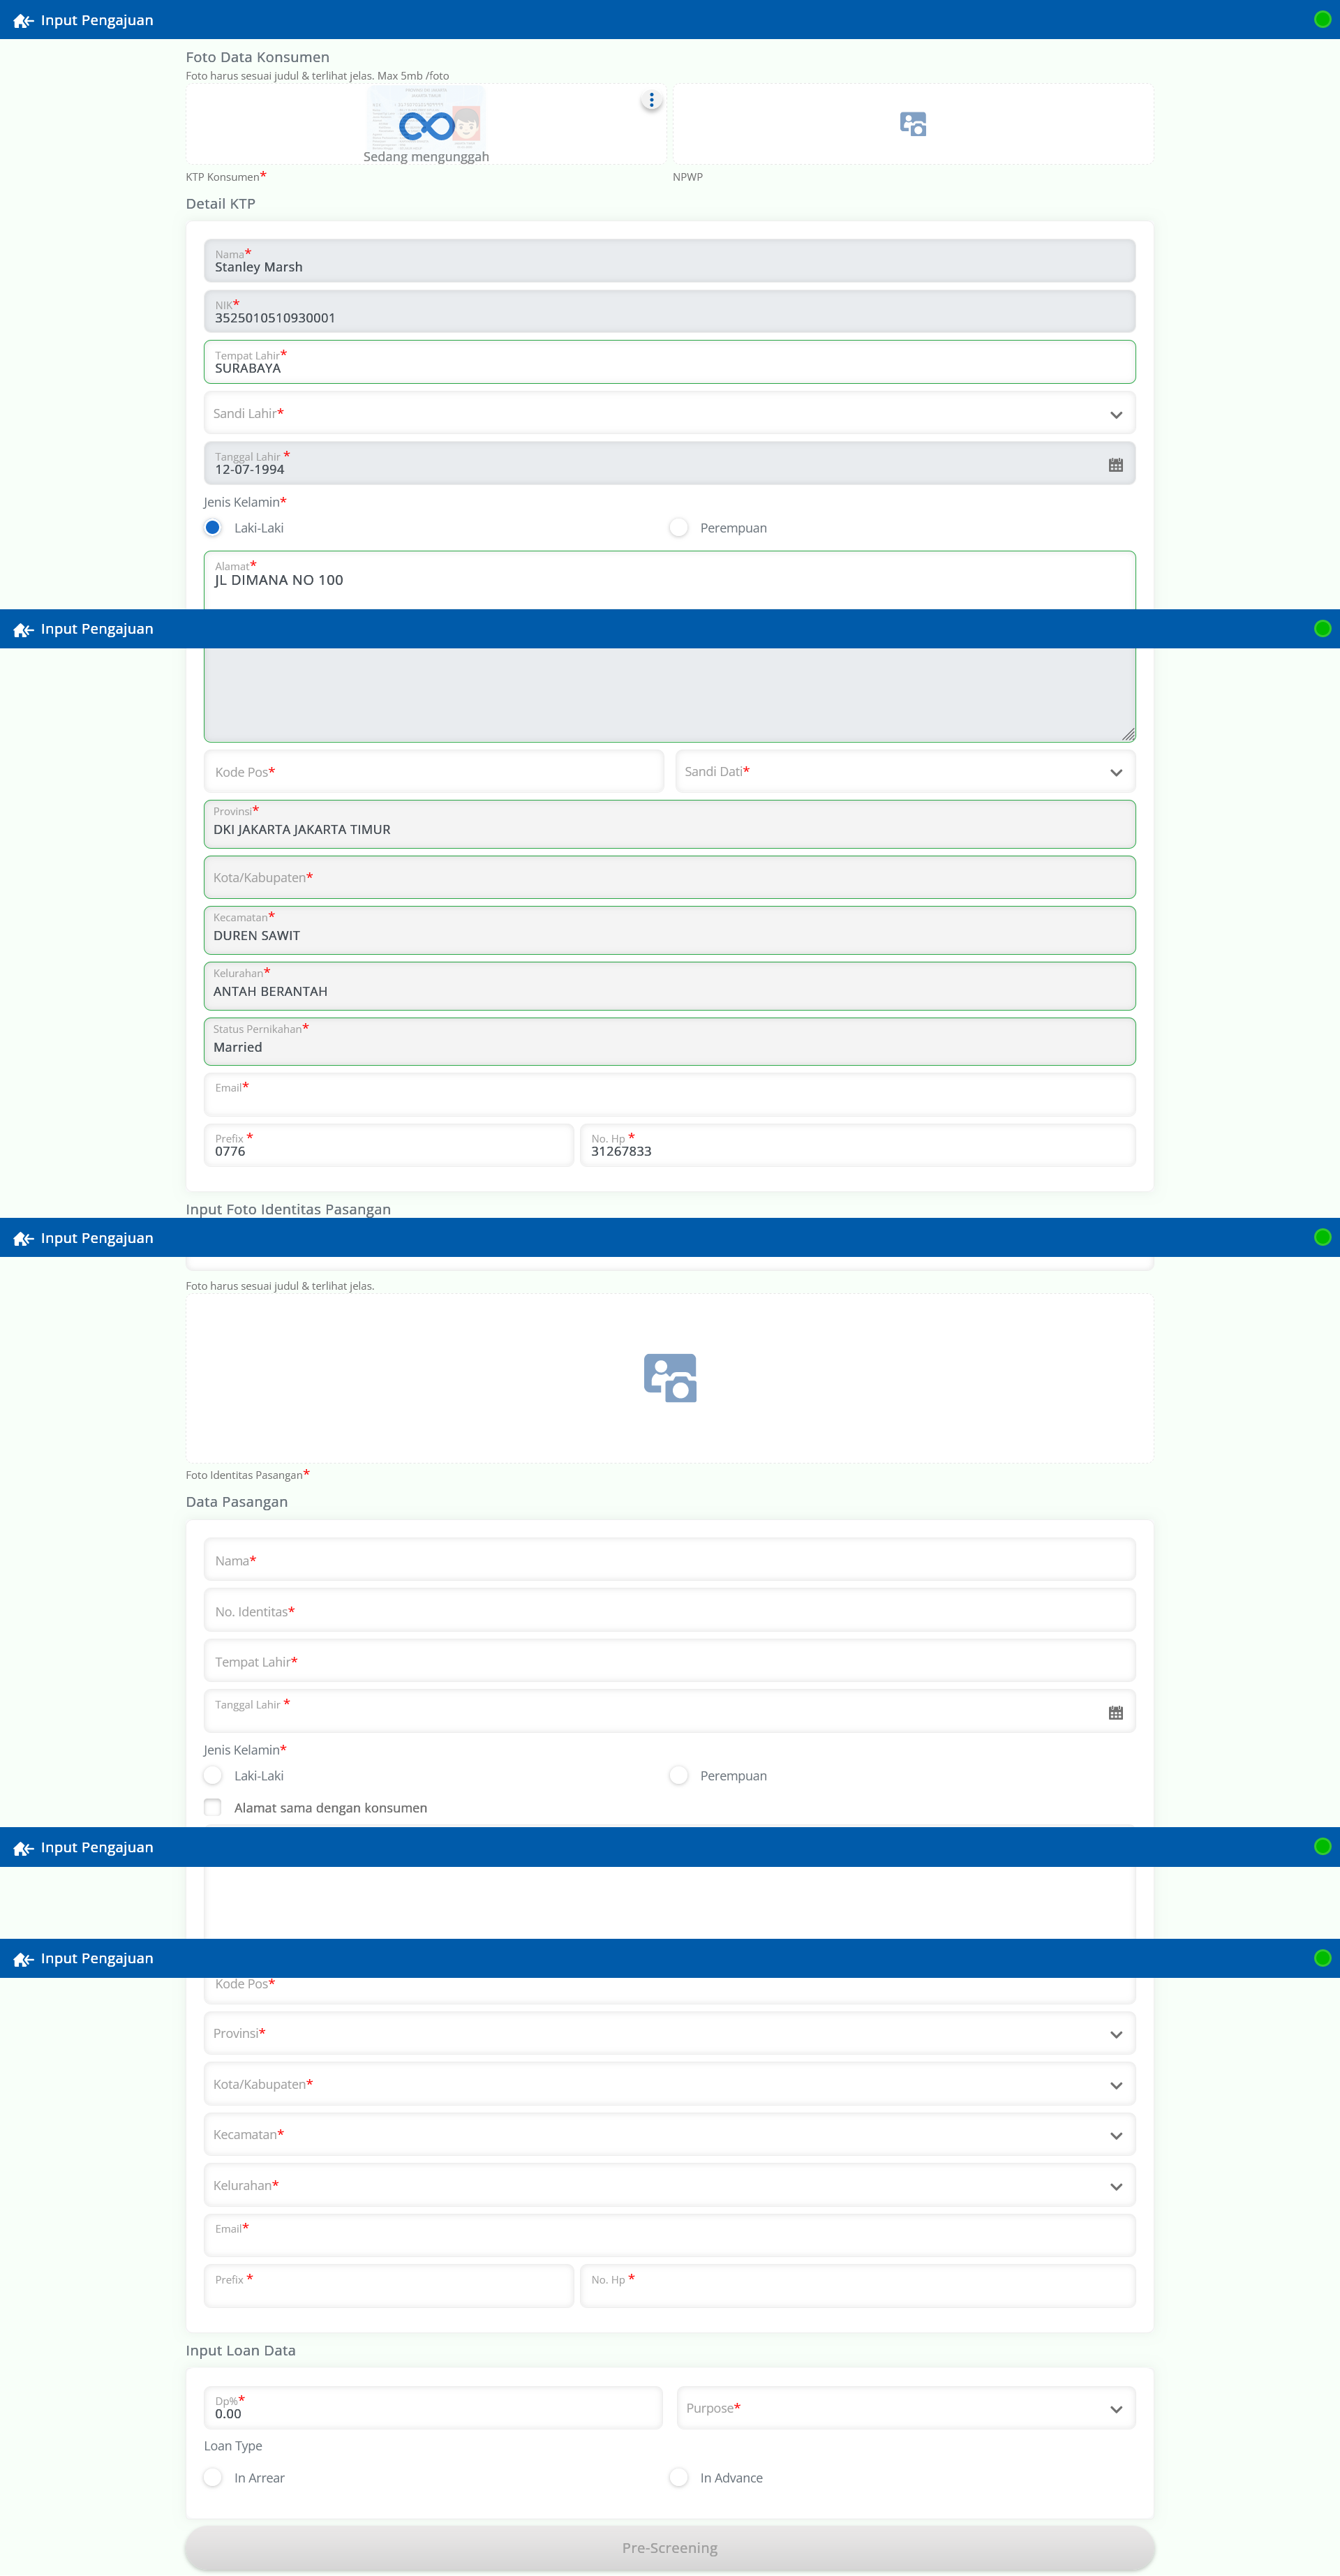 Input Pengajuan
Foto Data Konsumen
Foto harus sesuai judul & terlihat jelas. Max 5mb /foto
Sedang mengunggah
KTP Konsumen*
NPWP
Detail KTP
Nama*
Stanley Marsh
NIK*
3525010510930001
Tempat Lahir*
SURABAYA
Sandi Lahir*
Tanggal Lahir *
12-07-1994
Jenis Kelamin*
Laki-Laki
Perempuan
Alamat*
JL DIMANA NO 100
Input Pengajuan
Kode Pos*
Sandi Dati*
Provinsi*
DKI JAKARTA JAKARTA TIMUR
Kota/Kabupaten*
Kecamatan*
DUREN SAWIT
Kelurahan*
ANTAH BERANTAH
Status Pernikahan*
Married
Email*
Prefix *
0776
No. Hp *
31267833
Input Foto Identitas Pasangan
Input Pengajuan
Foto harus sesuai judul & terlihat jelas.
Foto Identitas Pasangan*
Data Pasangan
Nama*
No. Identitas*
Tempat Lahir*
Tanggal Lahir *
Jenis Kelamin*
Laki-Laki
Perempuan
Alamat sama dengan konsumen
Input Pengajuan
Input Pengajuan
Kode Pos*
Provinsi*
Kota/Kabupaten*
Kecamatan*
Kelurahan*
Email*
Prefix *
No. Hp *
Input Loan Data
Dp%*
0.00
Purpose*
Loan Type
In Arrear
In Advance
Pre-Screening